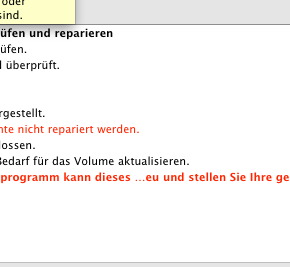 oder
sind.
üfen und reparieren
üfen.
l überprüft.
rgestellt.
nte nicht repariert werden.
lossen.
Bedarf für das Volume aktualisieren.
programm kann dieses ...eu und stellen Sie Ihre ge